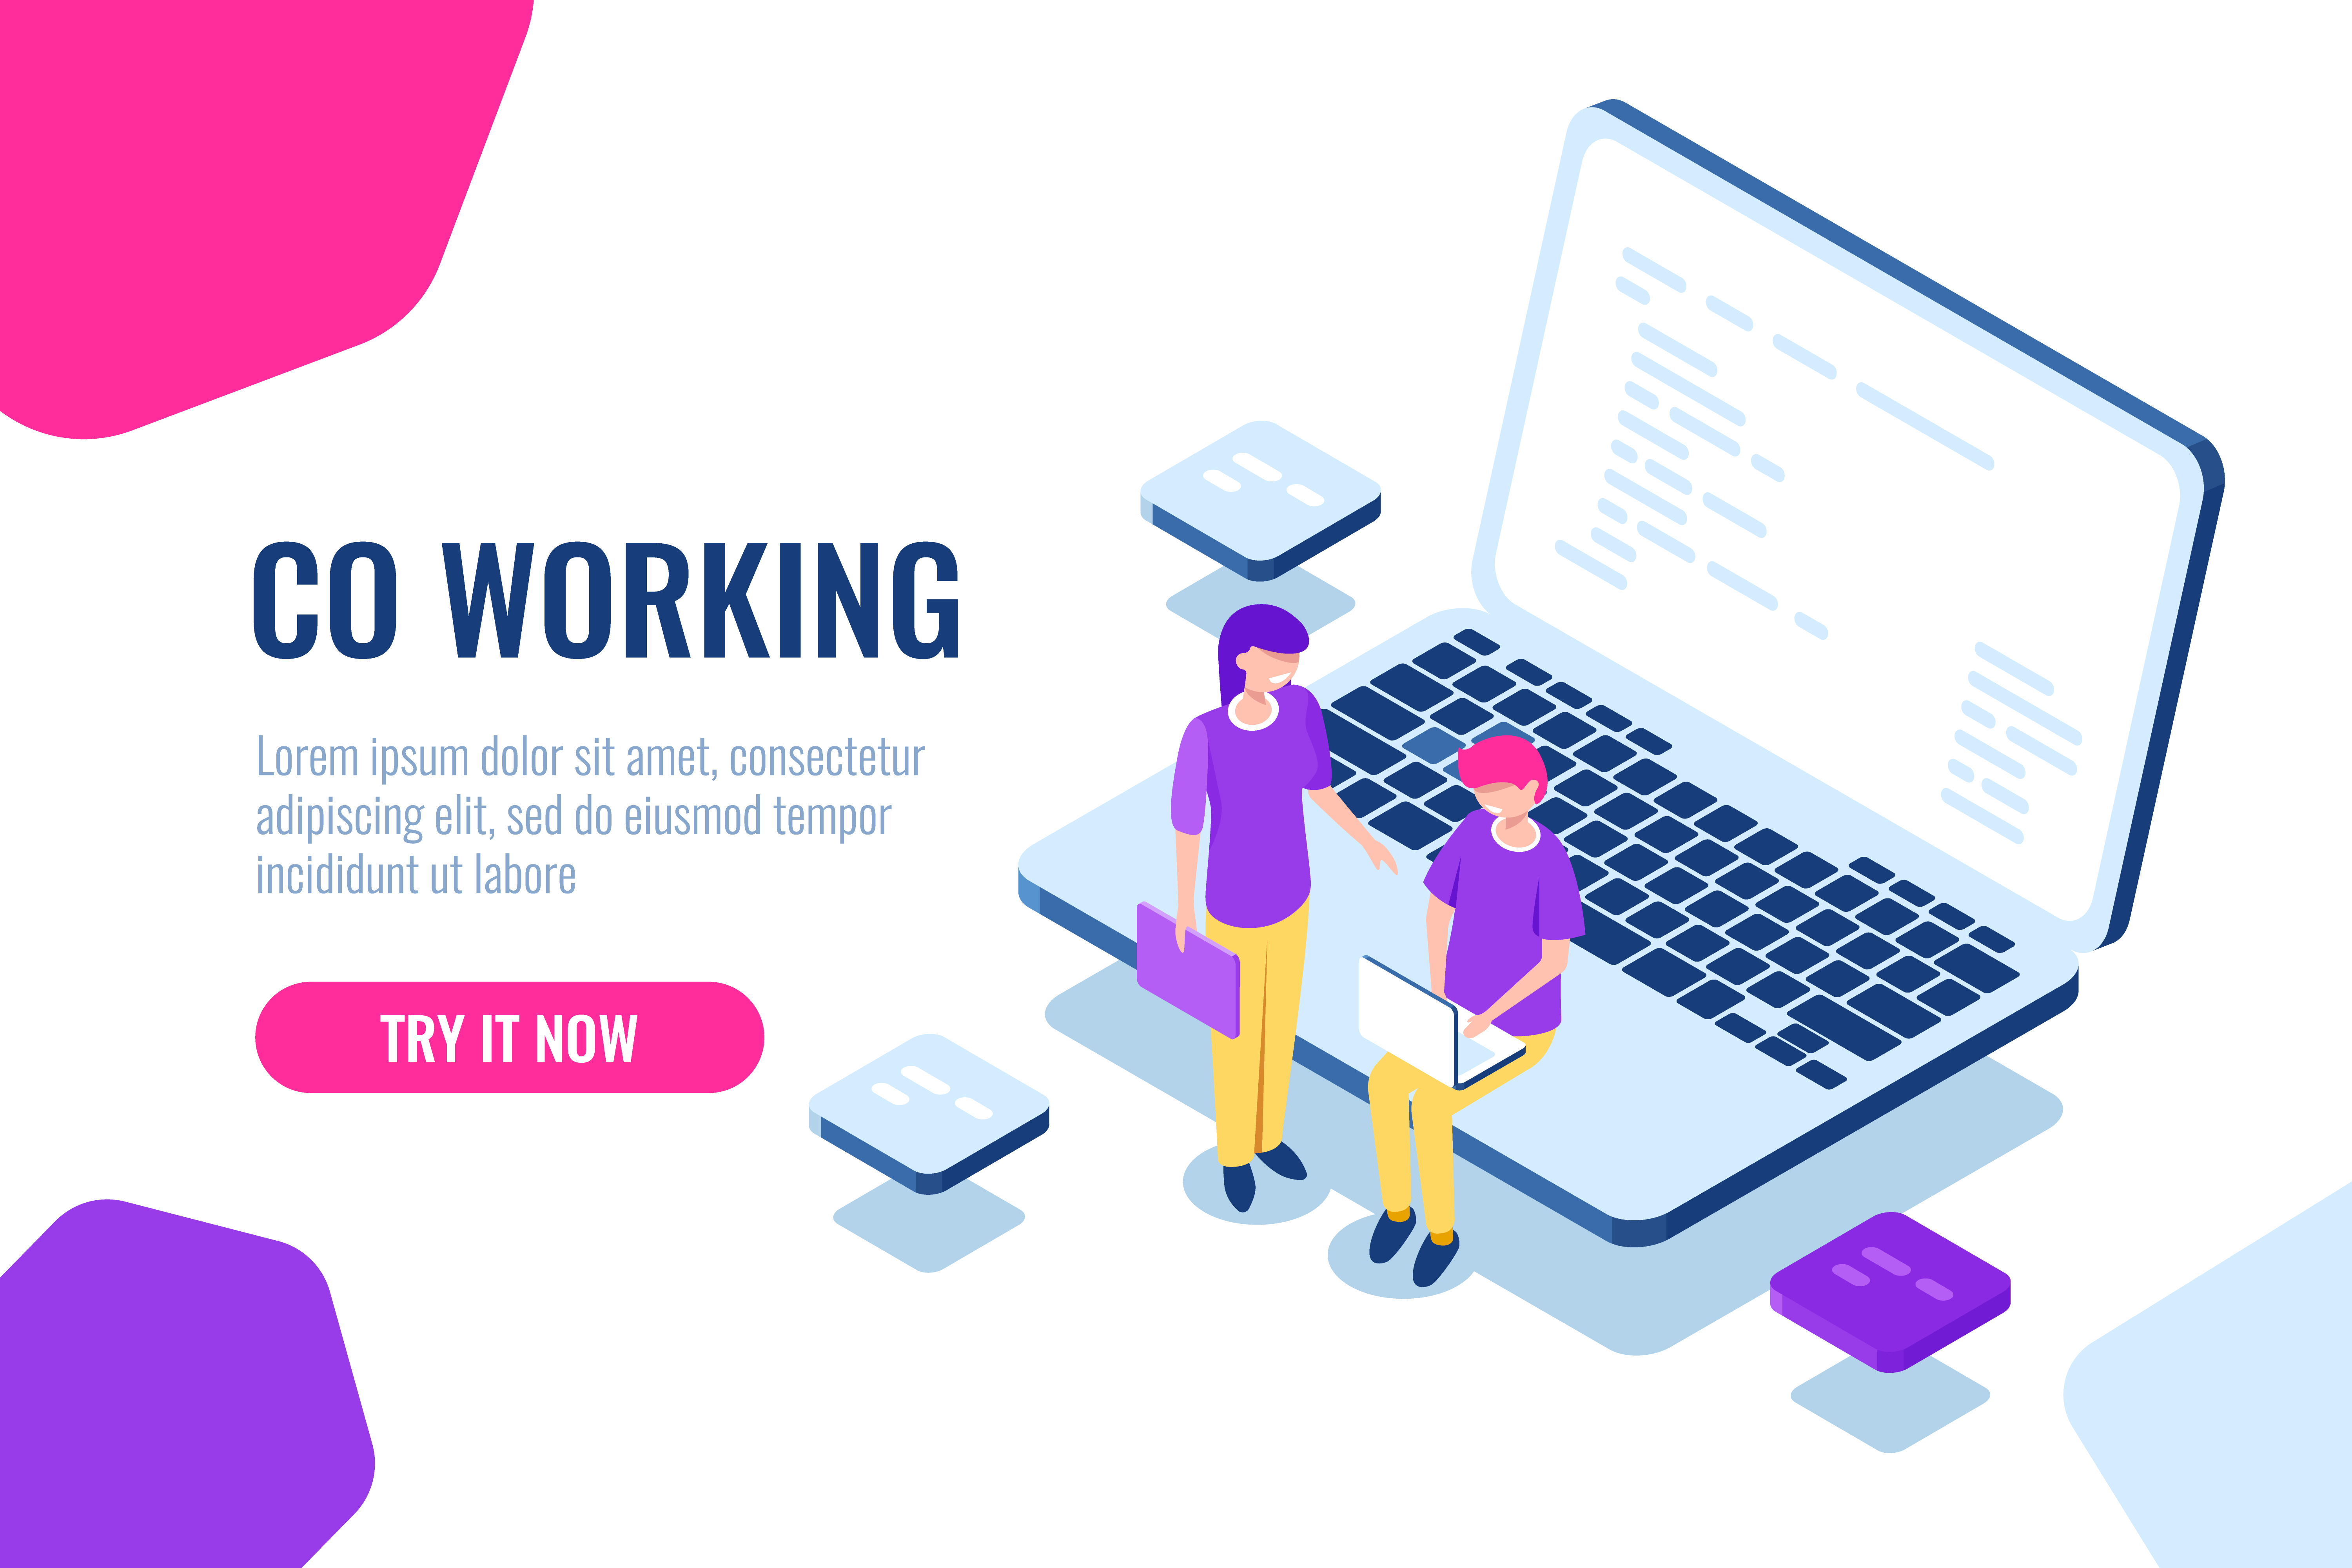 CO WORKING
Lorem ipsum dolor sit amet, consectetur
adipiscing elit, sed do eiusmod tempor
incididunt ut labore
TRY IT NOW